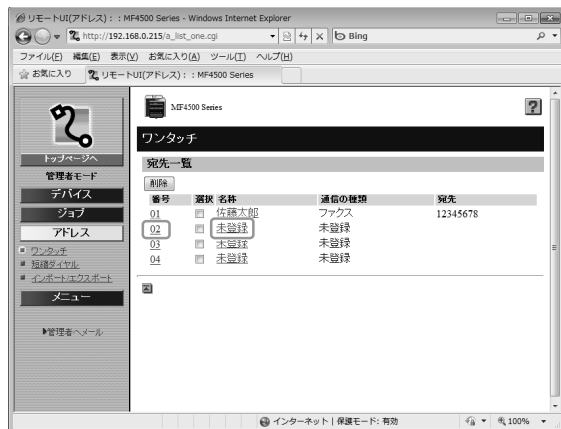 リモートUI(アドレス) : : MF4500 Series - Windows Internet Explorer
http://192.168.0.215/a_list_one.cgi
Bing
ファイル(F) 編集(E) 表示(V) お気に入り(A) ツール(T) ヘルプ(H)
お気に入り リモートUI(アドレス) : : MF4500 Series
MF4500 Series
?
ワンタッチ
トップページへ
管理者モード
デバイス
ジョブ
アドレス
ワンタッチ
短縮ダイヤル
インポート/エクスポート
メニュー
管理者へメール
宛先一覧
削除
番号 選択 名称 通信の種類 宛先
01 佐藤太郎 ファクス 12345678
02 未登録 未登録
03 未登録 未登録
04 未登録 未登録
インターネット | 保護モード: 有効 100%